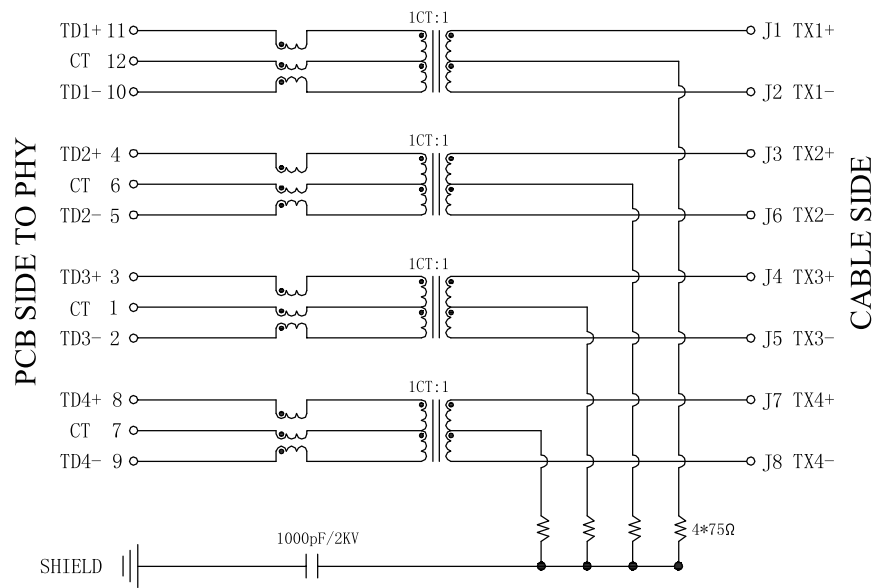 1CT:1
TD1+ 11 J1 TX1+
CT 12
TD1- 10 J2 TX1-
1CT:1
TD2+ 4 J3 TX2+
CT 6
TD2- 5 J6 TX2-
1CT:1
TD3+ 3 J4 TX3+
CT 1
TD3- 2 J5 TX3-
1CT:1
TD4+ 8 J7 TX4+
CT 7
TD4- 9 J8 TX4-
PCB SIDE TO PHY
CABLE SIDE
4*75Ω
1000pF/2KV
SHIELD